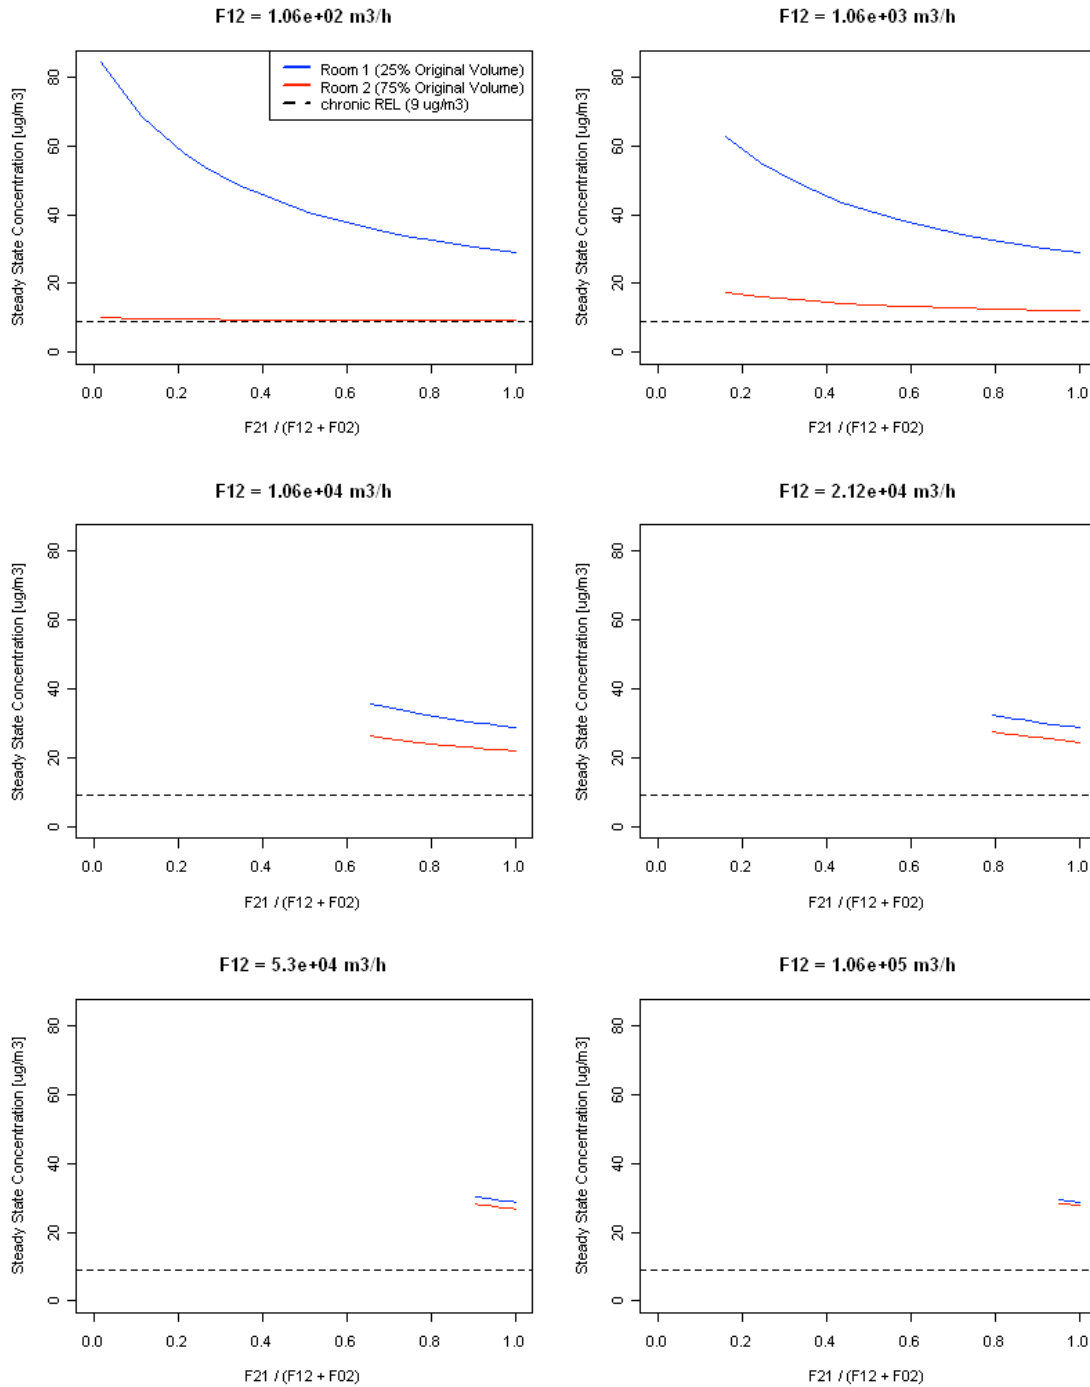 F12 = 1.06e+02 m3/h
Steady State Concentration [ug/m3]
80
60
40
20
0
Room 1 (25% Original Volume)
Room 2 (75% Original Volume)
chronic REL (9 ug/m3)
0.0 0.2 0.4 0.6 0.8 1.0
F21 / (F12 + F02)
F12 = 1.06e+03 m3/h
Steady State Concentration [ug/m3]
80
60
40
20
0
0.0 0.2 0.4 0.6 0.8 1.0
F21 / (F12 + F02)
F12 = 1.06e+04 m3/h
Steady State Concentration [ug/m3]
80
60
40
20
0
0.0 0.2 0.4 0.6 0.8 1.0
F21 / (F12 + F02)
F12 = 2.12e+04 m3/h
Steady State Concentration [ug/m3]
80
60
40
20
0
0.0 0.2 0.4 0.6 0.8 1.0
F21 / (F12 + F02)
F12 = 5.3e+04 m3/h
Steady State Concentration [ug/m3]
80
60
40
20
0
0.0 0.2 0.4 0.6 0.8 1.0
F21 / (F12 + F02)
F12 = 1.06e+05 m3/h
Steady State Concentration [ug/m3]
80
60
40
20
0
0.0 0.2 0.4 0.6 0.8 1.0
F21 / (F12 + F02)